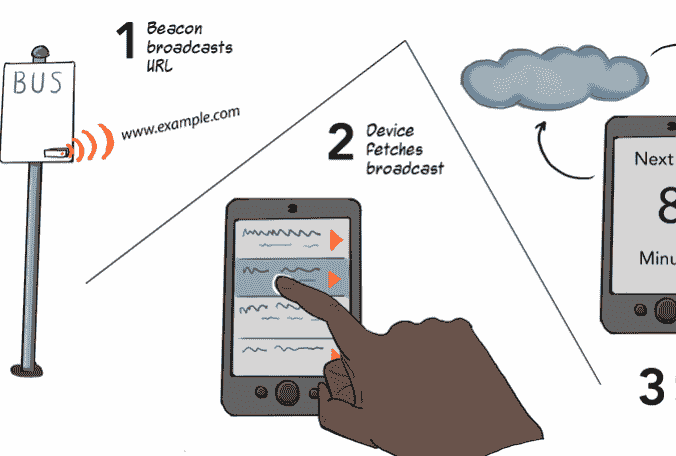 1 Beacon
broadcasts
URL
BUS
www.example.com
2 Device
fetches
broadcast
Next
8
Minu
3